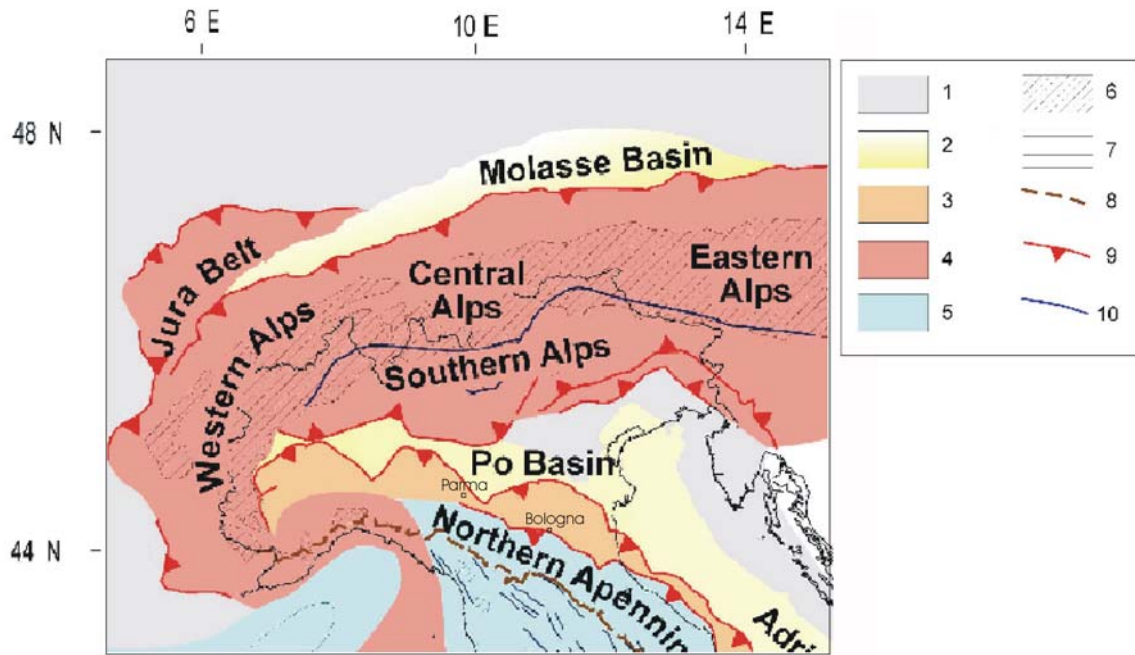 6 E 10 E 14 E
48 N
44 N
Molasse Basin
Jura Belt
Central
Alps
Eastern
Alps
Western Alps
Southern Alps
Po Basin
Parma
Bologna
Northern Apennin
Adri
1
2
3
4
5
6
7
8
9
10